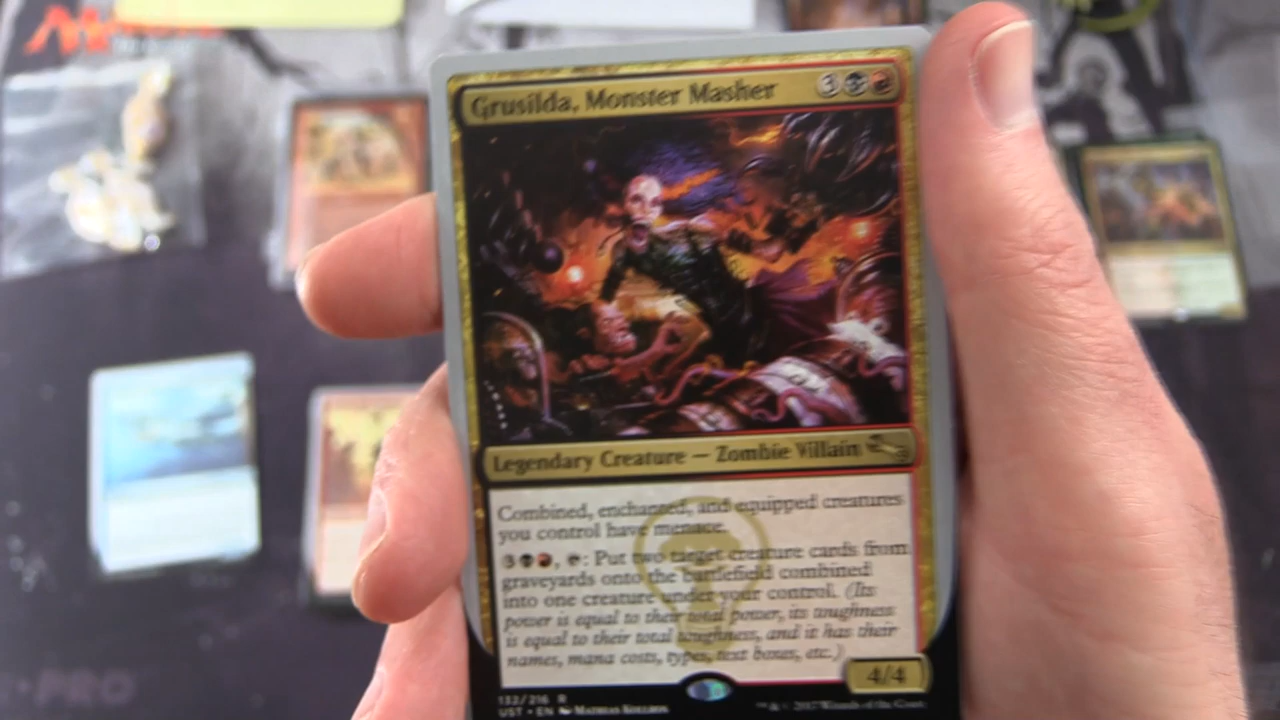 Grusilda, Monster Masher 3
Legendary Creature — Zombie Villain
Combined, enchanted, and equipped creatures
you control have menace.
3, : Put two target creature cards from
graveyards onto the battlefield combined
into one creature under your control. (Its
power is equal to their total power, its toughness
is equal to their total toughness, and it has their
names, mana costs, types, text boxes, etc.)
4/4
132/216 R
UST • EN Mathias Kollros
™ & © 2017 Wizards of the Coast
PRO